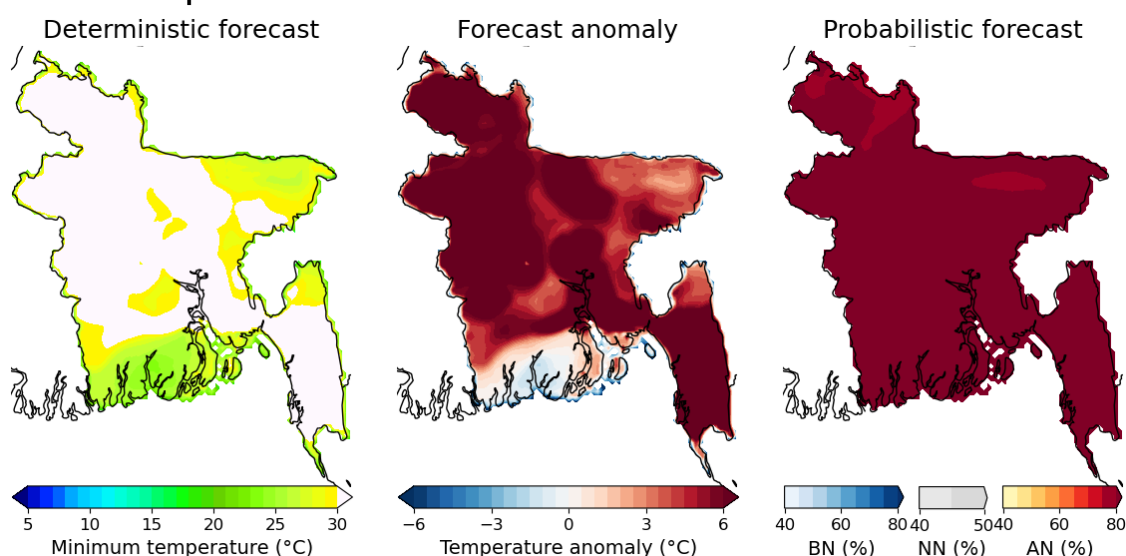 Deterministic forecast
Forecast anomaly
Probabilistic forecast
5 10 15 20 25 30
Minimum temperature (°C)
−6 −3 0 3 6
Temperature anomaly (°C)
40 60 80
BN (%)
40 50
NN (%)
40 60 80
AN (%)